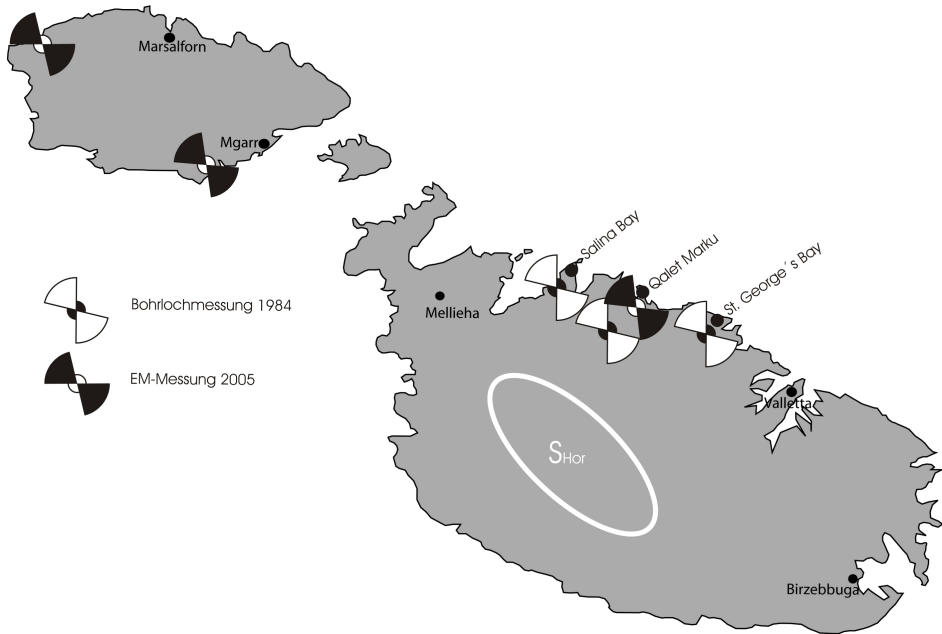 Marsalforn
Mgarr
Salina Bay
Qalet Marku
St. George´s Bay
Bohrlochmessung 1984
Mellieha
EM-Messung 2005
Valletta
SHor
Birzebbuga